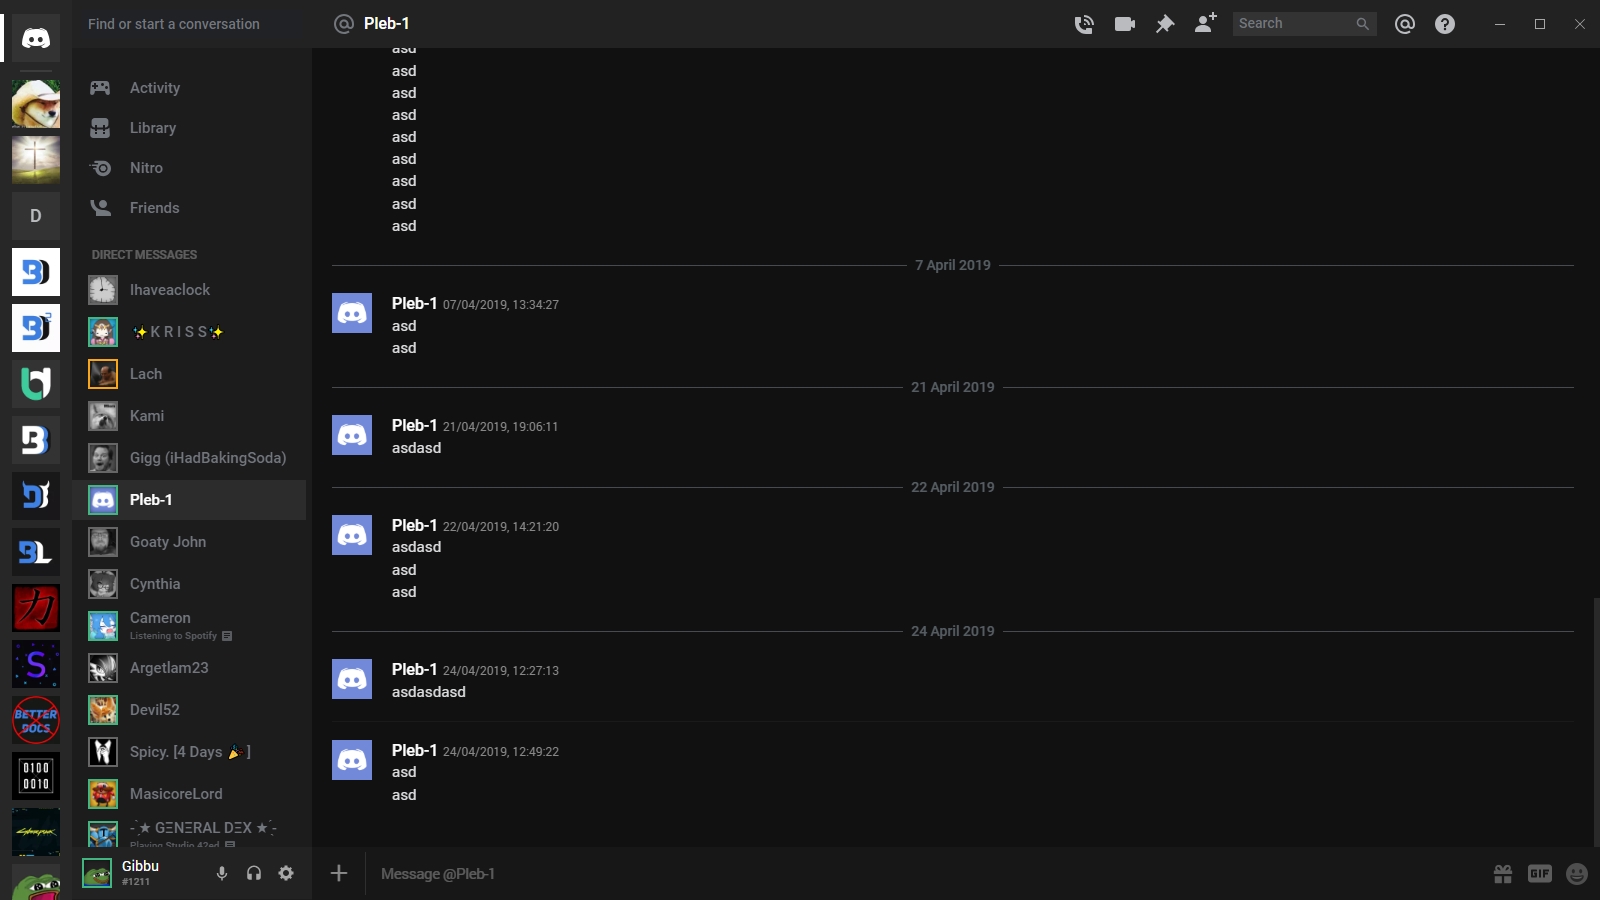 Find or start a conversation
Pleb-1
Search
D
BETTER
DOCS
0100
0010
Activity
Library
Nitro
Friends
DIRECT MESSAGES
Ihaveaclock
✨K R I S S✨
Lach
Kami
Gigg (iHadBakingSoda)
Pleb-1
Goaty John
Cynthia
Cameron
Listening to Spotify
Argetlam23
Devil52
Spicy. [4 Days 🎉]
MasicoreLord
-ˋ★ GΞNΞRAL DΞX ★ˊ-
Playing Studio 42ed
Gibbu
#1211
asd
asd
asd
asd
asd
asd
asd
asd
asd
7 April 2019
Pleb-1 07/04/2019, 13:34:27
asd
asd
21 April 2019
Pleb-1 21/04/2019, 19:06:11
asdasd
22 April 2019
Pleb-1 22/04/2019, 14:21:20
asdasd
asd
asd
24 April 2019
Pleb-1 24/04/2019, 12:27:13
asdasdasd
Pleb-1 24/04/2019, 12:49:22
asd
asd
Message @Pleb-1
GIF